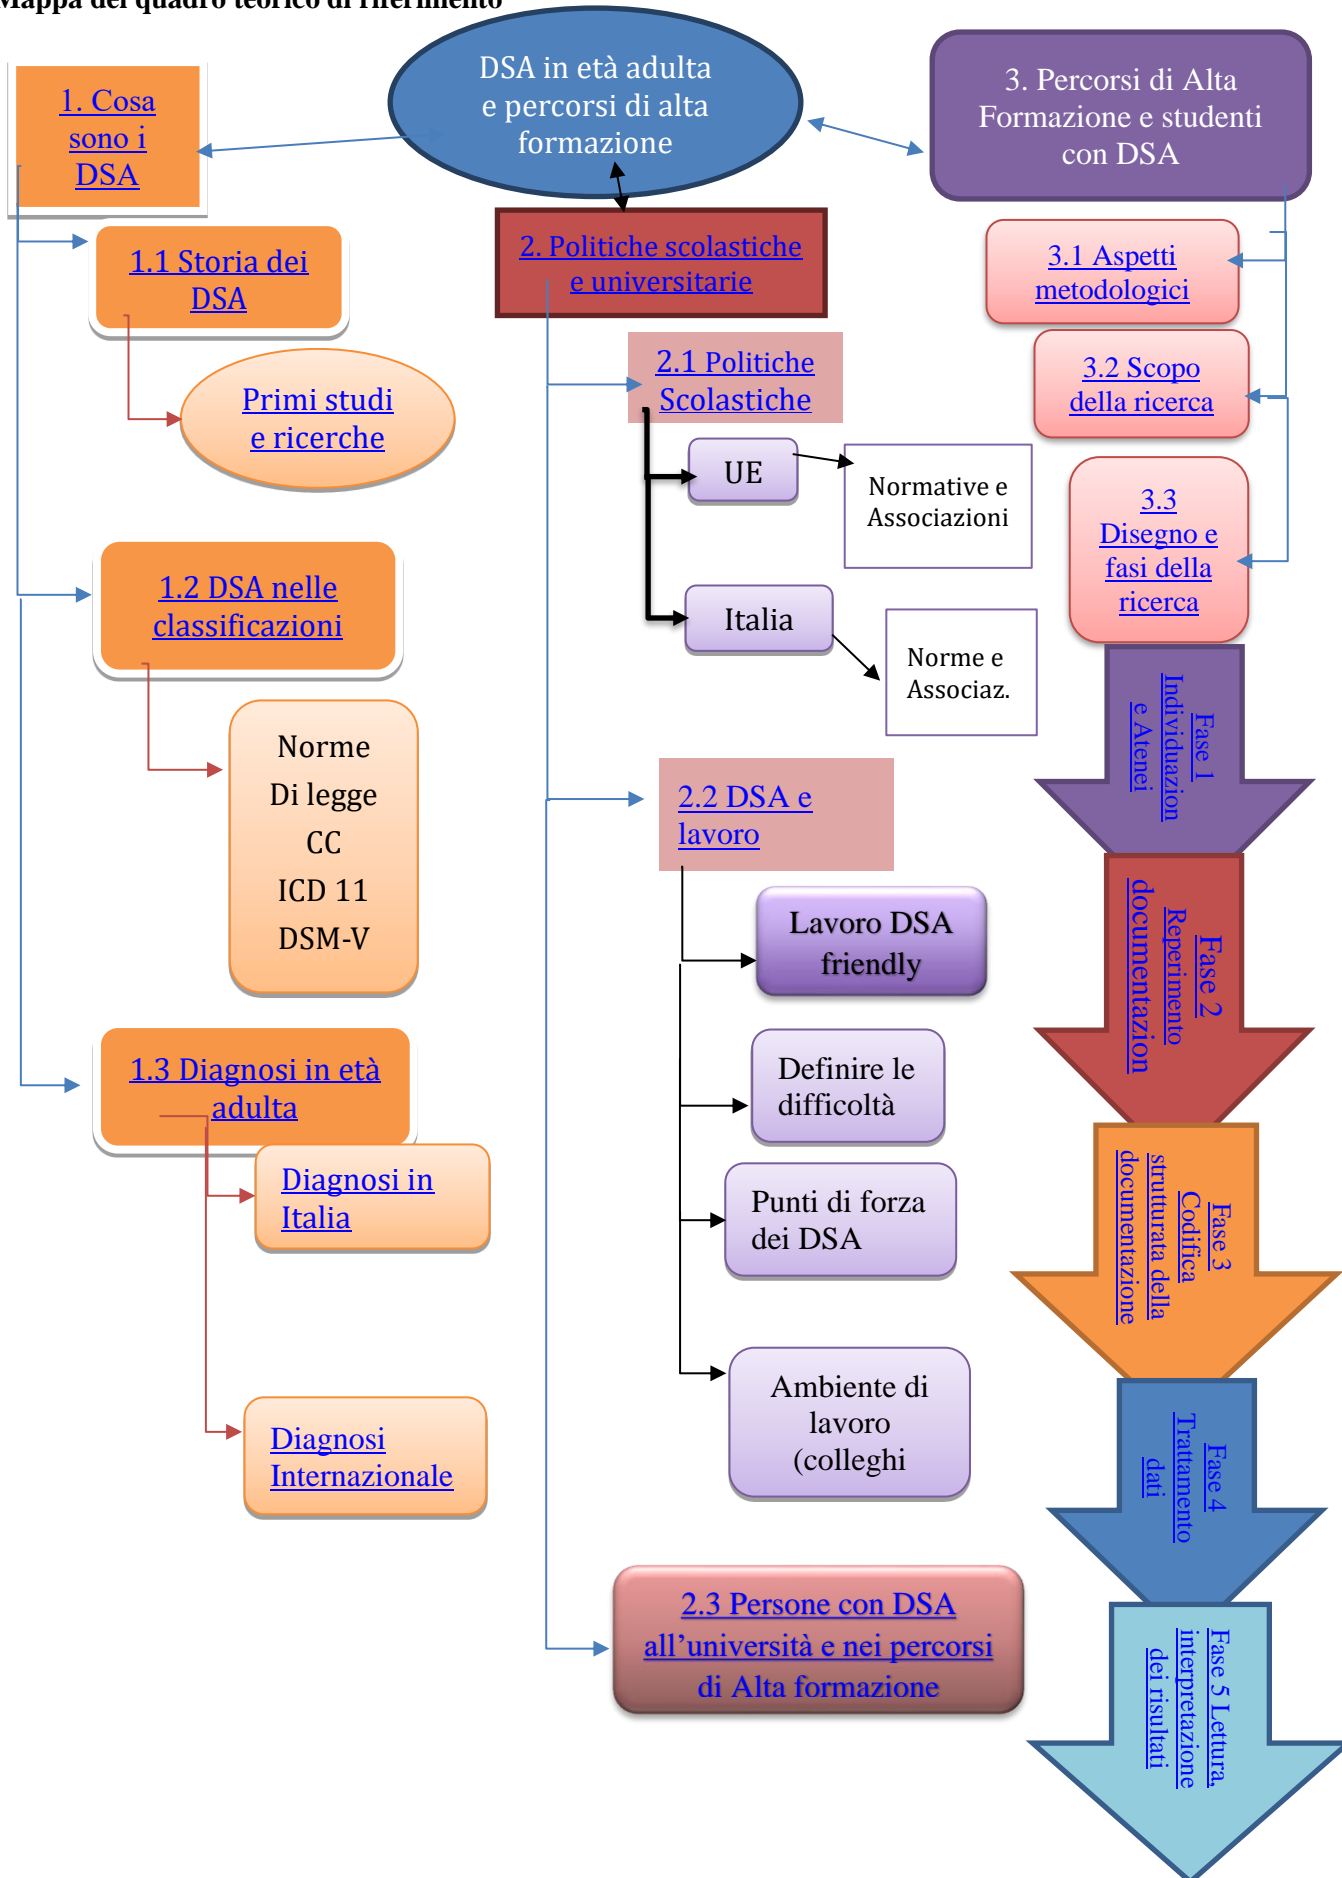 Mappa del quadro teorico di riferimento
DSA in età adulta
e percorsi di alta
formazione
1. Cosa
sono i
DSA
1.1 Storia dei
DSA
Primi studi
e ricerche
1.2 DSA nelle
classificazioni
Norme
Di legge
CC
ICD 11
DSM-V
1.3 Diagnosi in età
adulta
Diagnosi in
Italia
Diagnosi
Internazionale
2. Politiche scolastiche
e universitarie
2.1 Politiche
Scolastiche
UE
Normative e
Associazioni
Italia
Norme e
Associaz.
2.2 DSA e
lavoro
Lavoro DSA
friendly
Definire le
difficoltà
Punti di forza
dei DSA
Ambiente di
lavoro
(colleghi
2.3 Persone con DSA
all’università e nei percorsi
di Alta formazione
3. Percorsi di Alta
Formazione e studenti
con DSA
3.1 Aspetti
metodologici
3.2 Scopo
della ricerca
3.3
Disegno e
fasi della
ricerca
Fase 1
Individuazion
e Atenei
Fase 2
Reperimento
documentazion
Fase 3
Codifica
strutturata della
documentazione
Fase 4
Trattamento
dati
Fase 5 Lettura,
interpretazione
dei risultati